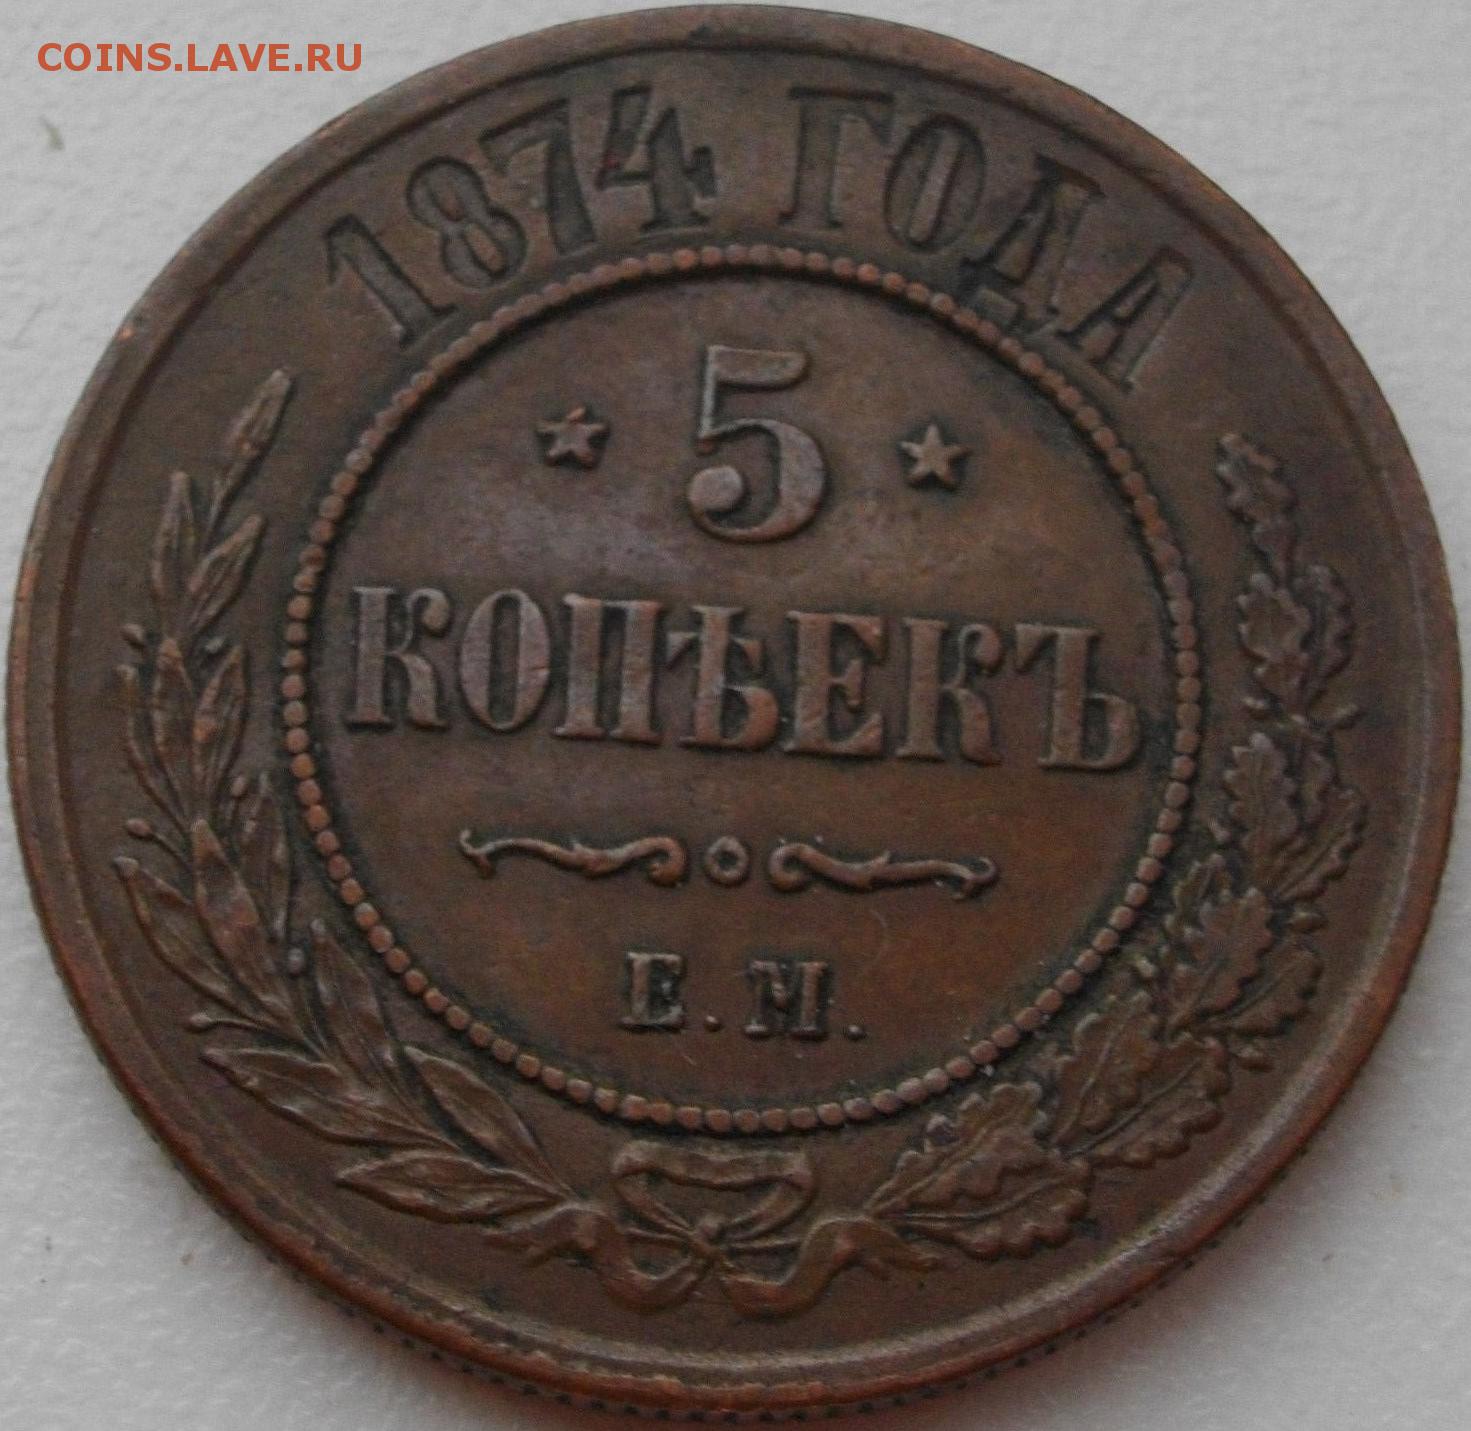 COINS.LAVE.RU
1874 ГОДА
5
КОПѢЕКЪ
Е.М.